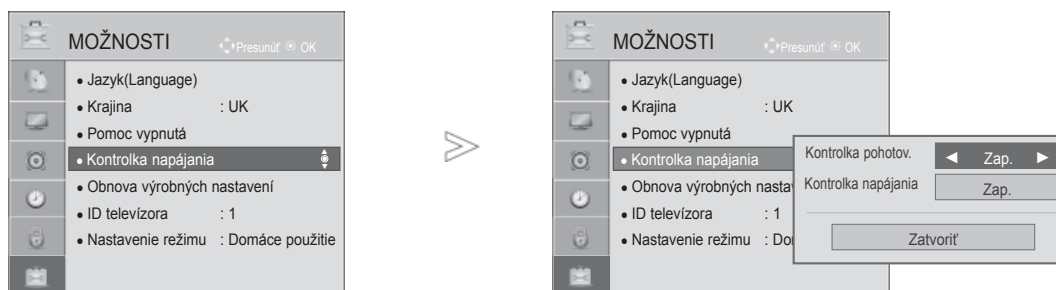 MOŽNOSTI Presunúť OK
• Jazyk(Language)
• Krajina : UK
• Pomoc vypnutá
• Kontrolka napájania
• Obnova výrobných nastavení
• ID televízora : 1
• Nastavenie režimu : Domáce použitie
MOŽNOSTI Presunúť OK
• Jazyk(Language)
• Krajina : UK
• Pomoc vypnutá
• Kontrolka napájania
• Obnova výrobných nasta
• ID televízora : 1
• Nastavenie režimu : Do
Kontrolka pohotov. ◄ Zap. ►
Kontrolka napájania Zap.
Zatvoriť